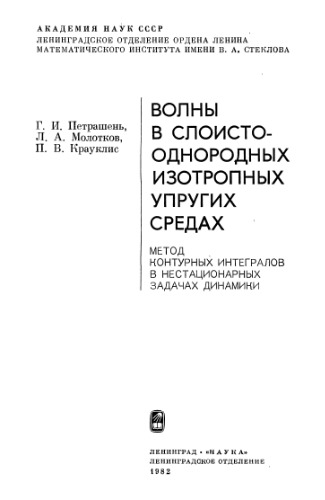 АКАДЕМИЯ НАУК СССР
ЛЕНИНГРАДСКОЕ ОТДЕЛЕНИЕ ОРДЕНА ЛЕНИНА
МАТЕМАТИЧЕСКОГО ИНСТИТУТА ИМЕНИ В. А. СТЕКЛОВА
Г. И. Петрашень,
Л. А. Молотков,
П. В. Крауклис
ВОЛНЫ
В СЛОИСТО-
ОДНОРОДНЫХ
ИЗОТРОПНЫХ
УПРУГИХ
СРЕДАХ
МЕТОД
КОНТУРНЫХ ИНТЕГРАЛОВ
В НЕСТАЦИОНАРНЫХ
ЗАДАЧАХ ДИНАМИКИ
ЛЕНИНГРАД • «НАУКА»
ЛЕНИНГРАДСКОЕ ОТДЕЛЕНИЕ
1982